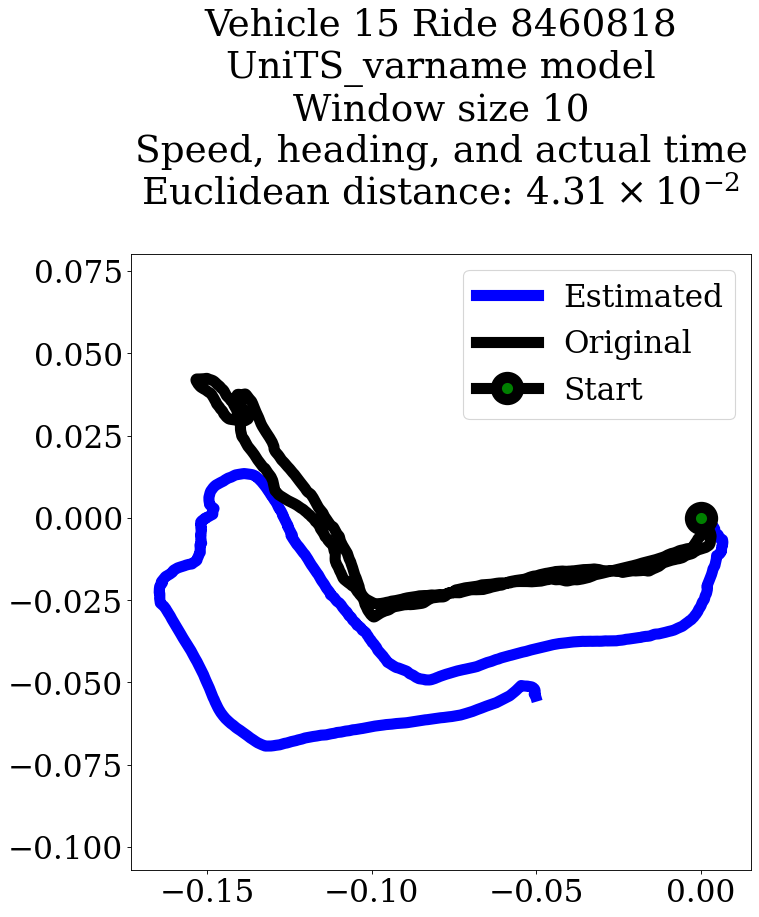 Vehicle 15 Ride 8460818
UniTS_varname model
Window size 10
Speed, heading, and actual time
Euclidean distance: 4.31 × 10⁻²
0.075
0.050
0.025
0.000
−0.025
−0.050
−0.075
−0.100
Estimated
Original
Start
−0.15
−0.10
−0.05
0.00